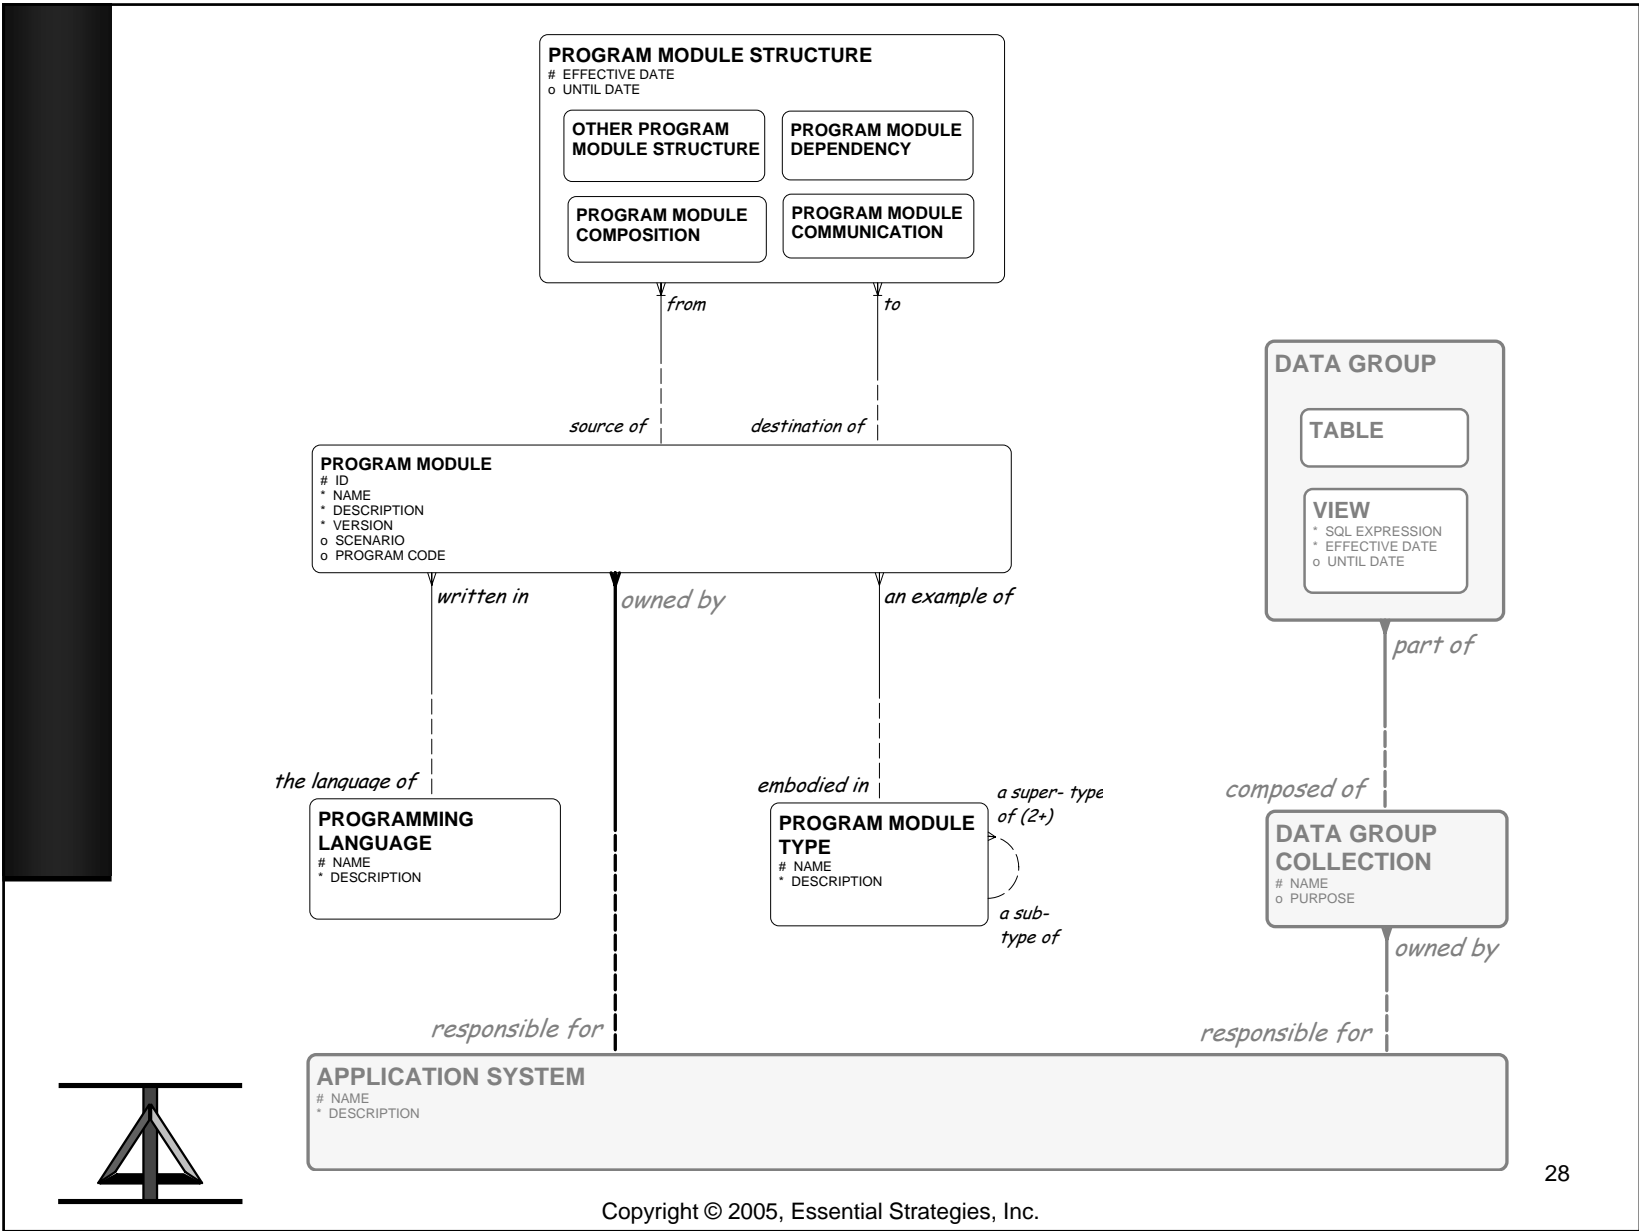 PROGRAM MODULE STRUCTURE
# EFFECTIVE DATE
o UNTIL DATE
OTHER PROGRAM
MODULE STRUCTURE
PROGRAM MODULE
DEPENDENCY
PROGRAM MODULE
COMPOSITION
PROGRAM MODULE
COMMUNICATION
from
to
source of
destination of
PROGRAM MODULE
# ID
* NAME
* DESCRIPTION
* VERSION
o SCENARIO
o PROGRAM CODE
written in
owned by
an example of
the language of
embodied in
PROGRAMMING
LANGUAGE
# NAME
* DESCRIPTION
PROGRAM MODULE
TYPE
# NAME
* DESCRIPTION
a super- type
of (2+)
a sub-
type of
DATA GROUP
TABLE
VIEW
* SQL EXPRESSION
* EFFECTIVE DATE
o UNTIL DATE
part of
composed of
DATA GROUP
COLLECTION
# NAME
o PURPOSE
owned by
responsible for
responsible for
APPLICATION SYSTEM
# NAME
* DESCRIPTION
28
Copyright © 2005, Essential Strategies, Inc.